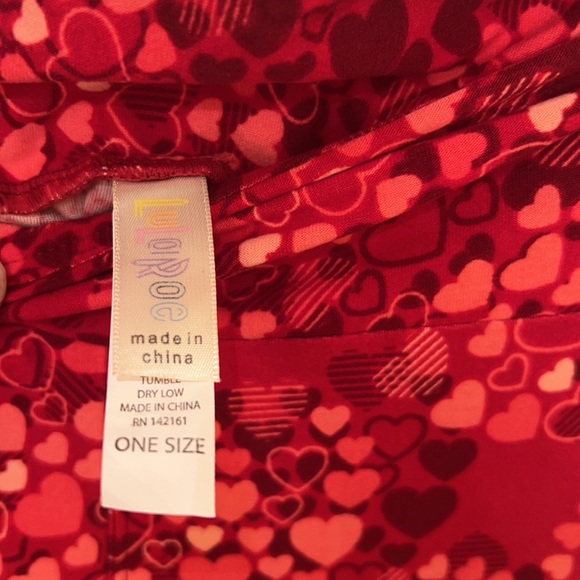 LuLaRoe
made in
china
TUMBLE
DRY LOW
MADE IN CHINA
RN 142161
ONE SIZE